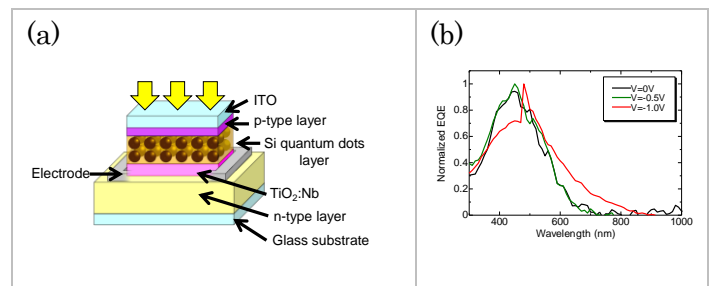 (a)
ITO
p-type layer
Si quantum dots
layer
Electrode
TiO2:Nb
n-type layer
Glass substrate
(b)
Normalized EQE
1
0.8
0.6
0.4
0.2
0
400 600 800 1000
Wavelength (nm)
V=0V
V=-0.5V
V=-1.0V